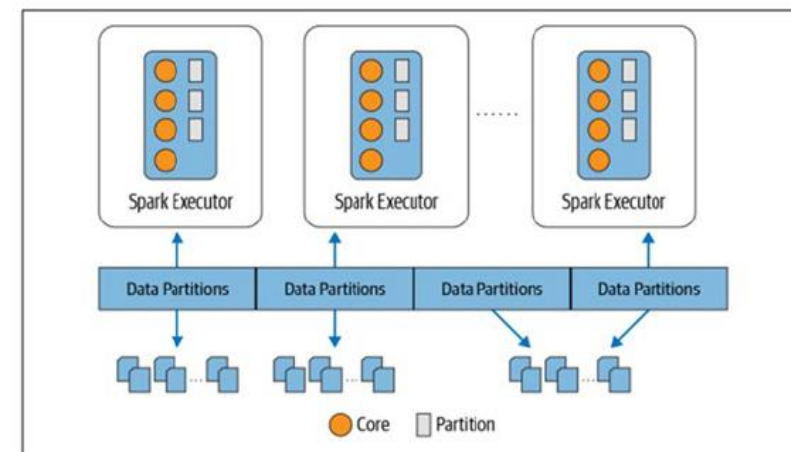 Spark Executor
Spark Executor
......
Spark Executor
Data Partitions
Data Partitions
Data Partitions
Data Partitions
...
...
...
Core
Partition